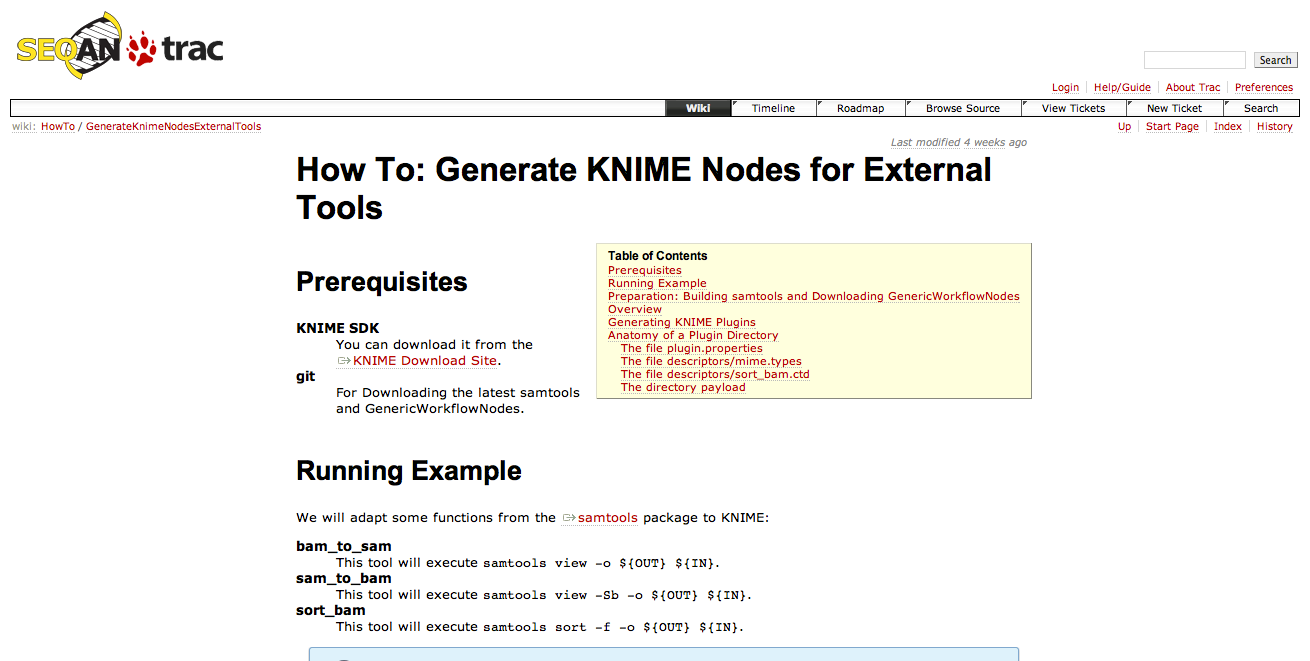 SEQAN trac
Search
Login Help/Guide About Trac Preferences
Wiki Timeline Roadmap Browse Source View Tickets New Ticket Search
wiki: HowTo / GenerateKnimeNodesExternalTools
Up Start Page Index History
Last modified 4 weeks ago
How To: Generate KNIME Nodes for External
Tools
Table of Contents
Prerequisites
Running Example
Preparation: Building samtools and Downloading GenericWorkflowNodes
Overview
Generating KNIME Plugins
Anatomy of a Plugin Directory
The file plugin.properties
The file descriptors/mime.types
The file descriptors/sort_bam.ctd
The directory payload
Prerequisites
KNIME SDK
You can download it from the
KNIME Download Site.
git
For Downloading the latest samtools
and GenericWorkflowNodes.
Running Example
We will adapt some functions from the samtools package to KNIME:
bam_to_sam
This tool will execute samtools view -o ${OUT} ${IN}.
sam_to_bam
This tool will execute samtools view -Sb -o ${OUT} ${IN}.
sort_bam
This tool will execute samtools sort -f -o ${OUT} ${IN}.